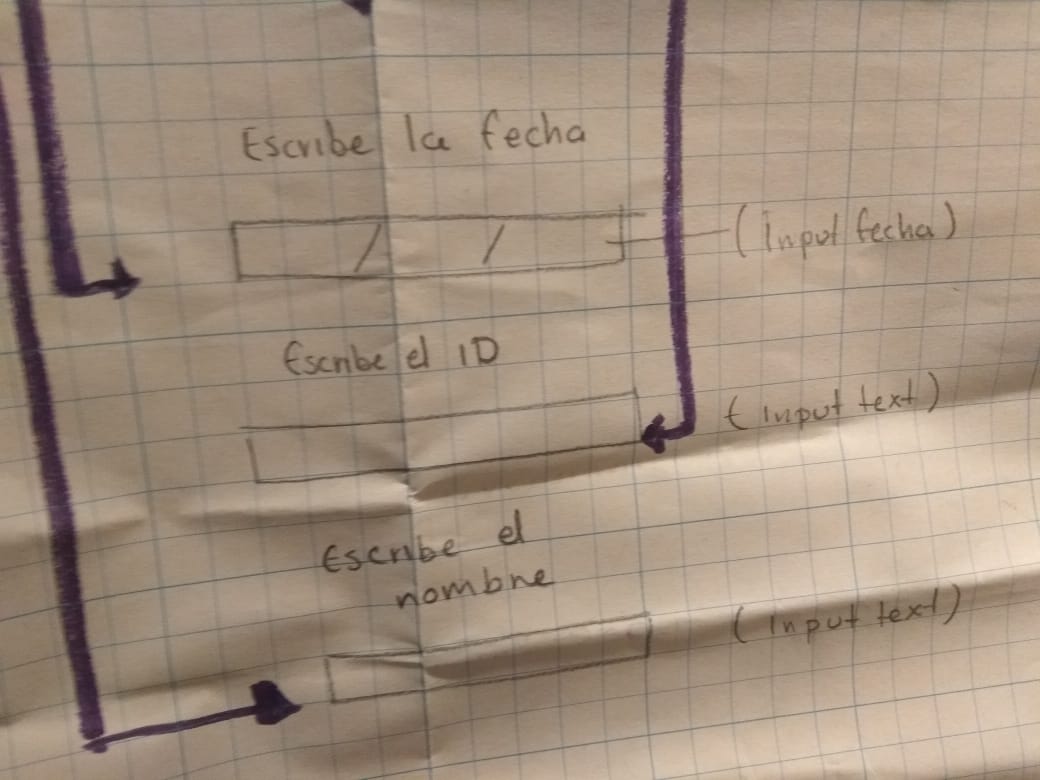 Escribe la fecha
/ /
(Input fecha)
Escribe el ID
(Input text)
Escribe el
nombre
(Input text)